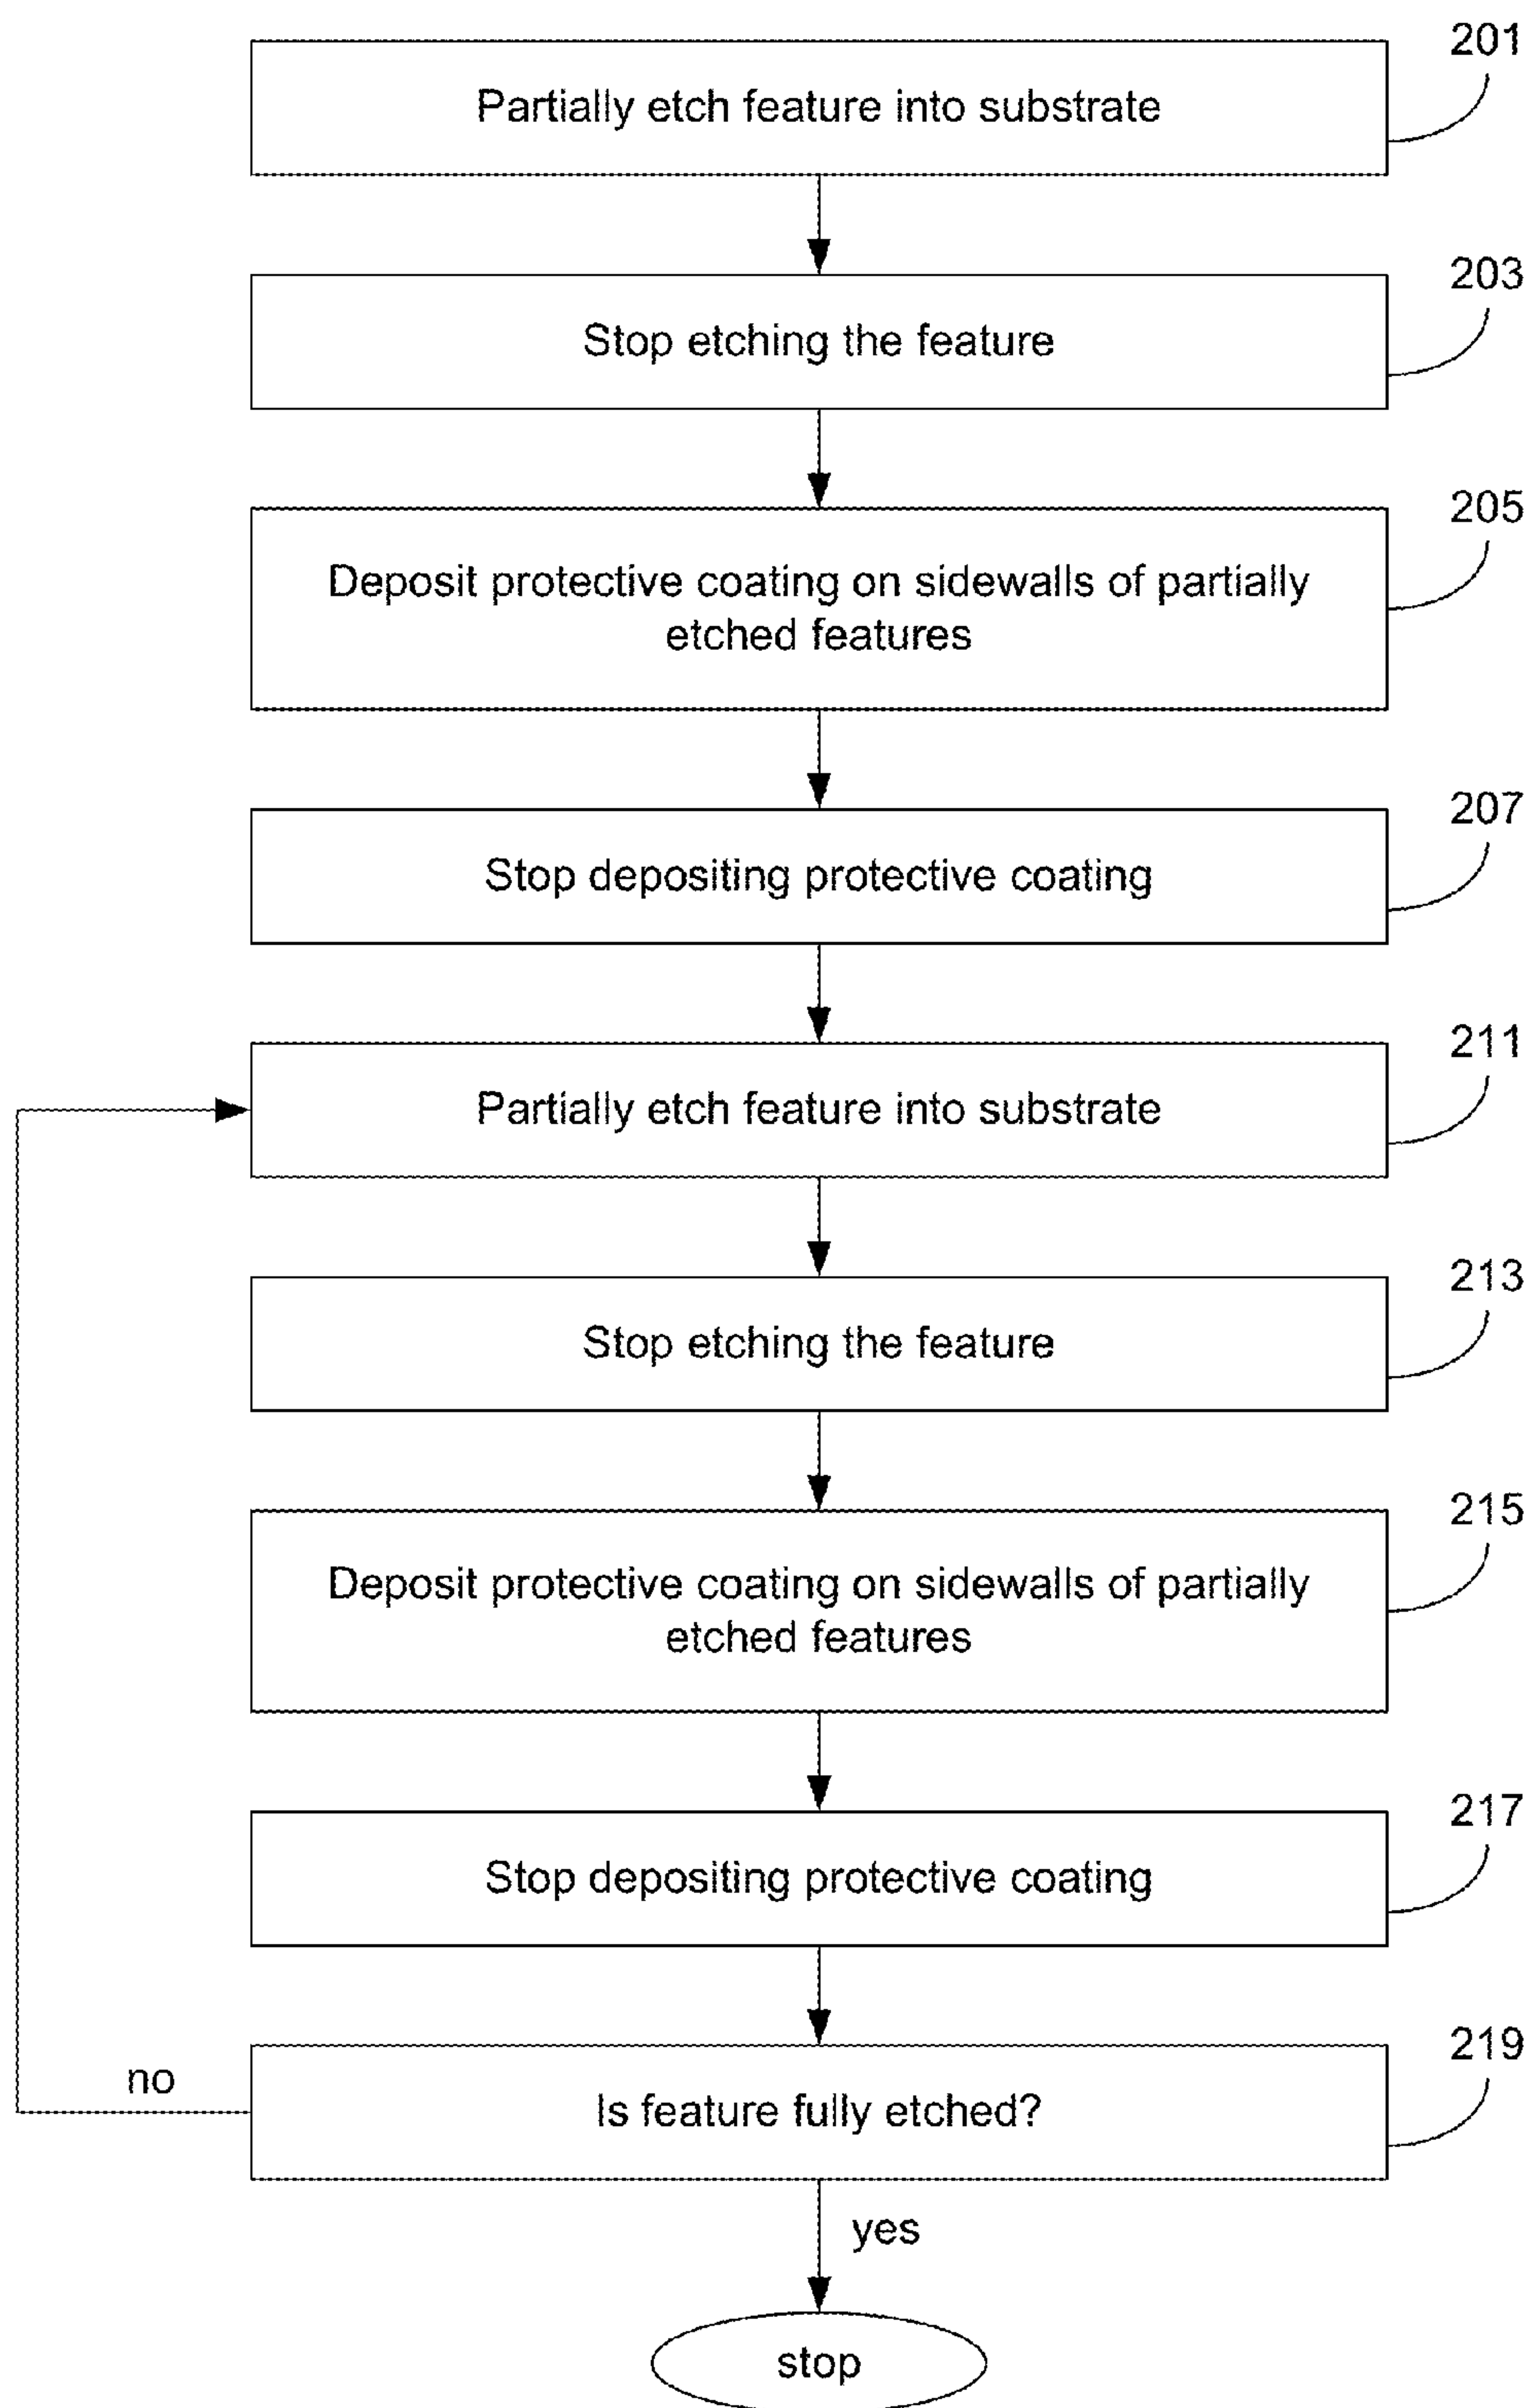 201
Partially etch feature into substrate
203
Stop etching the feature
205
Deposit protective coating on sidewalls of partially
etched features
207
Stop depositing protective coating
211
Partially etch feature into substrate
213
Stop etching the feature
215
Deposit protective coating on sidewalls of partially
etched features
217
Stop depositing protective coating
219
no
Is feature fully etched?
yes
stop